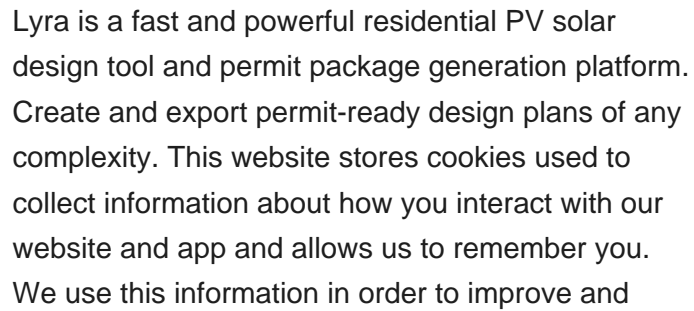 Lyra is a fast and powerful residential PV solar
design tool and permit package generation platform.
Create and export permit-ready design plans of any
complexity. This website stores cookies used to
collect information about how you interact with our
website and app and allows us to remember you.
We use this information in order to improve and